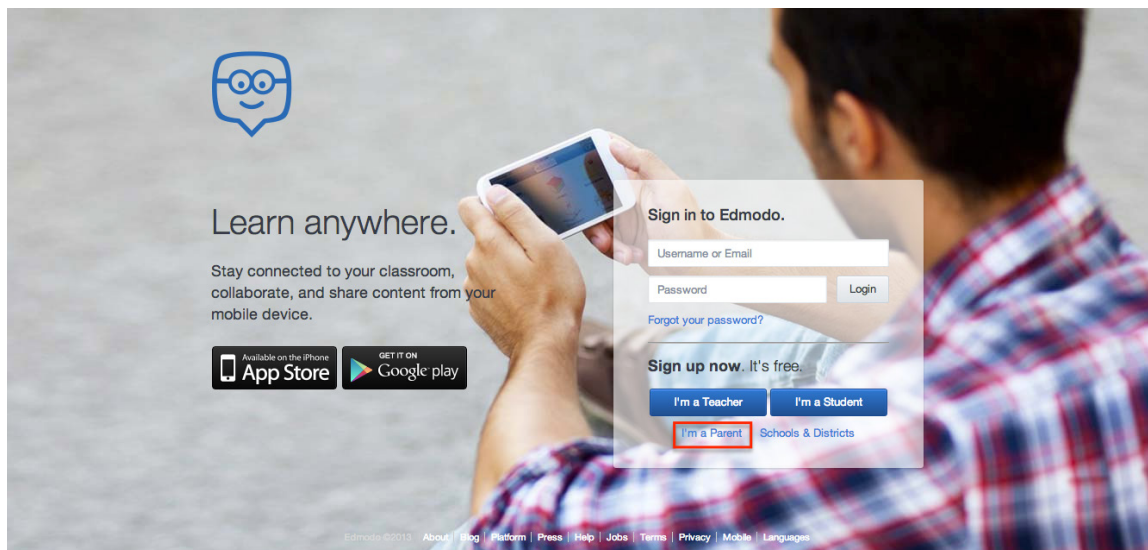 Learn anywhere.
Stay connected to your classroom,
collaborate, and share content from your
mobile device.
Available on the iPhone
App Store
GET IT ON
Google play
Sign in to Edmodo.
Username or Email
Password
Login
Forgot your password?
Sign up now. It's free.
I'm a Teacher
I'm a Student
I'm a Parent
Schools & Districts
Edmodo ©2013 About | Blog | Platform | Press | Help | Jobs | Terms | Privacy | Mobile | Languages